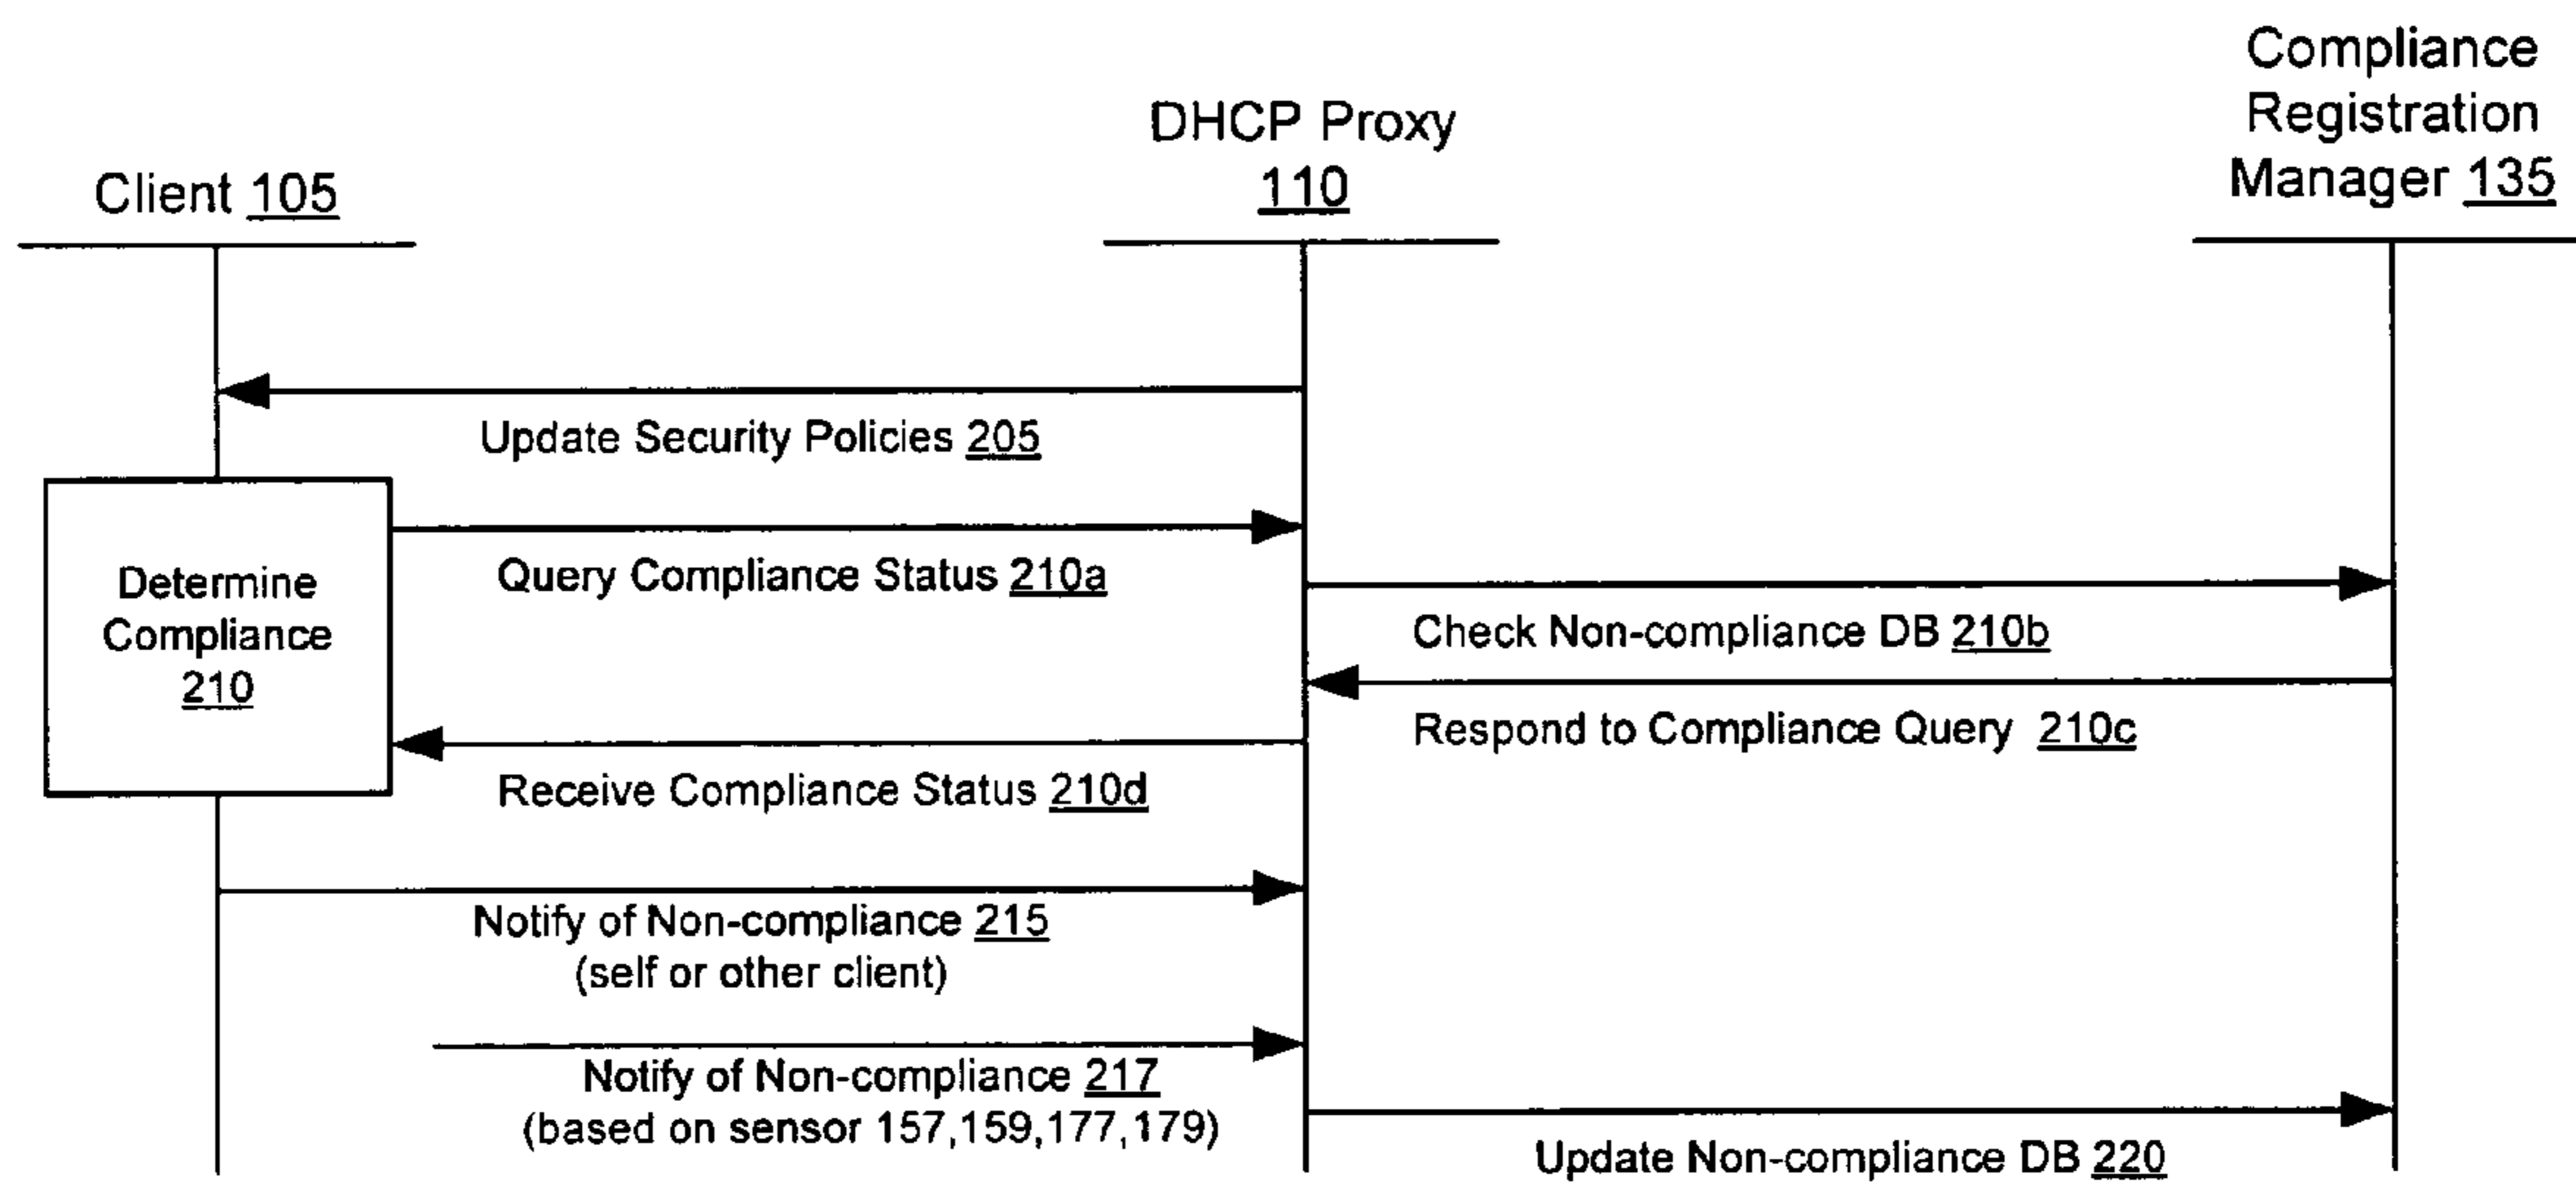 Client 105
DHCP Proxy
110
Compliance
Registration
Manager 135
Update Security Policies 205
Determine
Compliance
210
Query Compliance Status 210a
Check Non-compliance DB 210b
Respond to Compliance Query 210c
Receive Compliance Status 210d
Notify of Non-compliance 215
(self or other client)
Notify of Non-compliance 217
(based on sensor 157,159,177,179)
Update Non-compliance DB 220